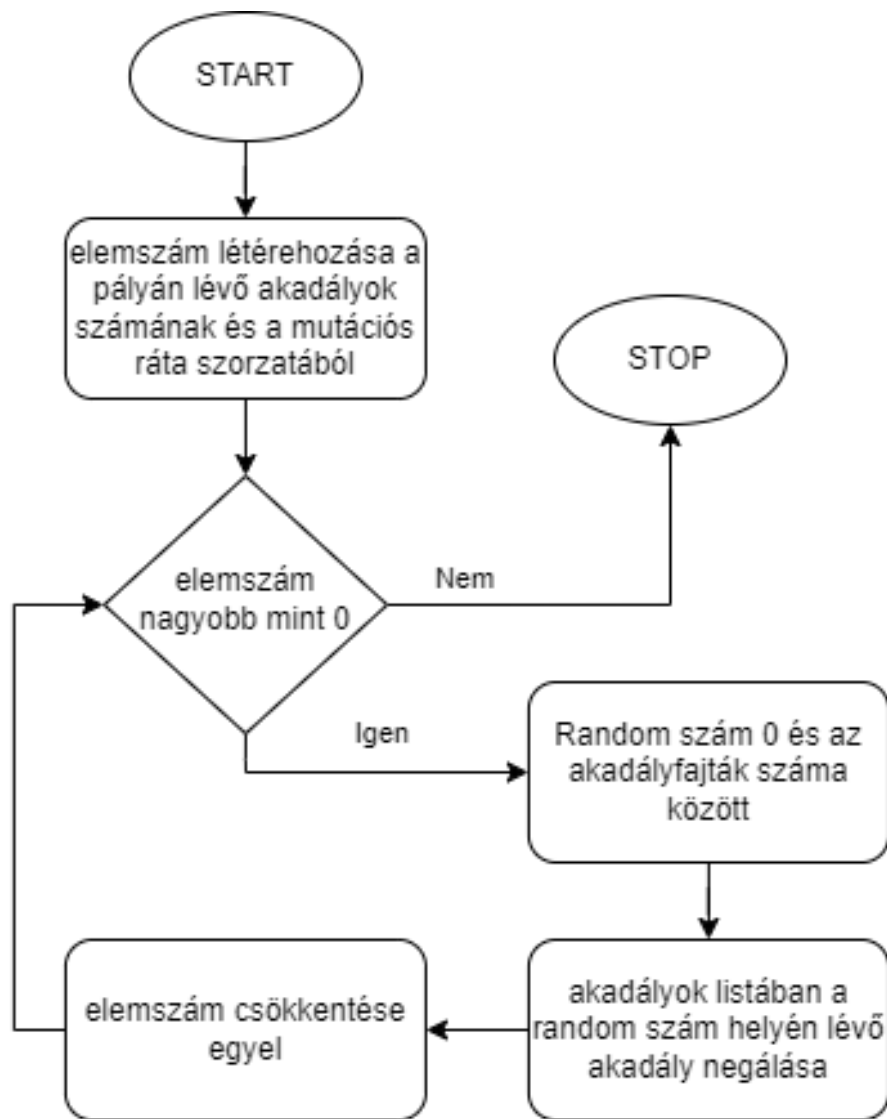 START
elemszám létérehozása a
pályán lévő akadályok
számának és a mutációs
ráta szorzatából
STOP
elemszám
nagyobb mint 0
Nem
Igen
Random szám 0 és az
akadályfajták száma
között
akadályok listában a
random szám helyén lévő
akadály negálása
elemszám csökkentése
egyel